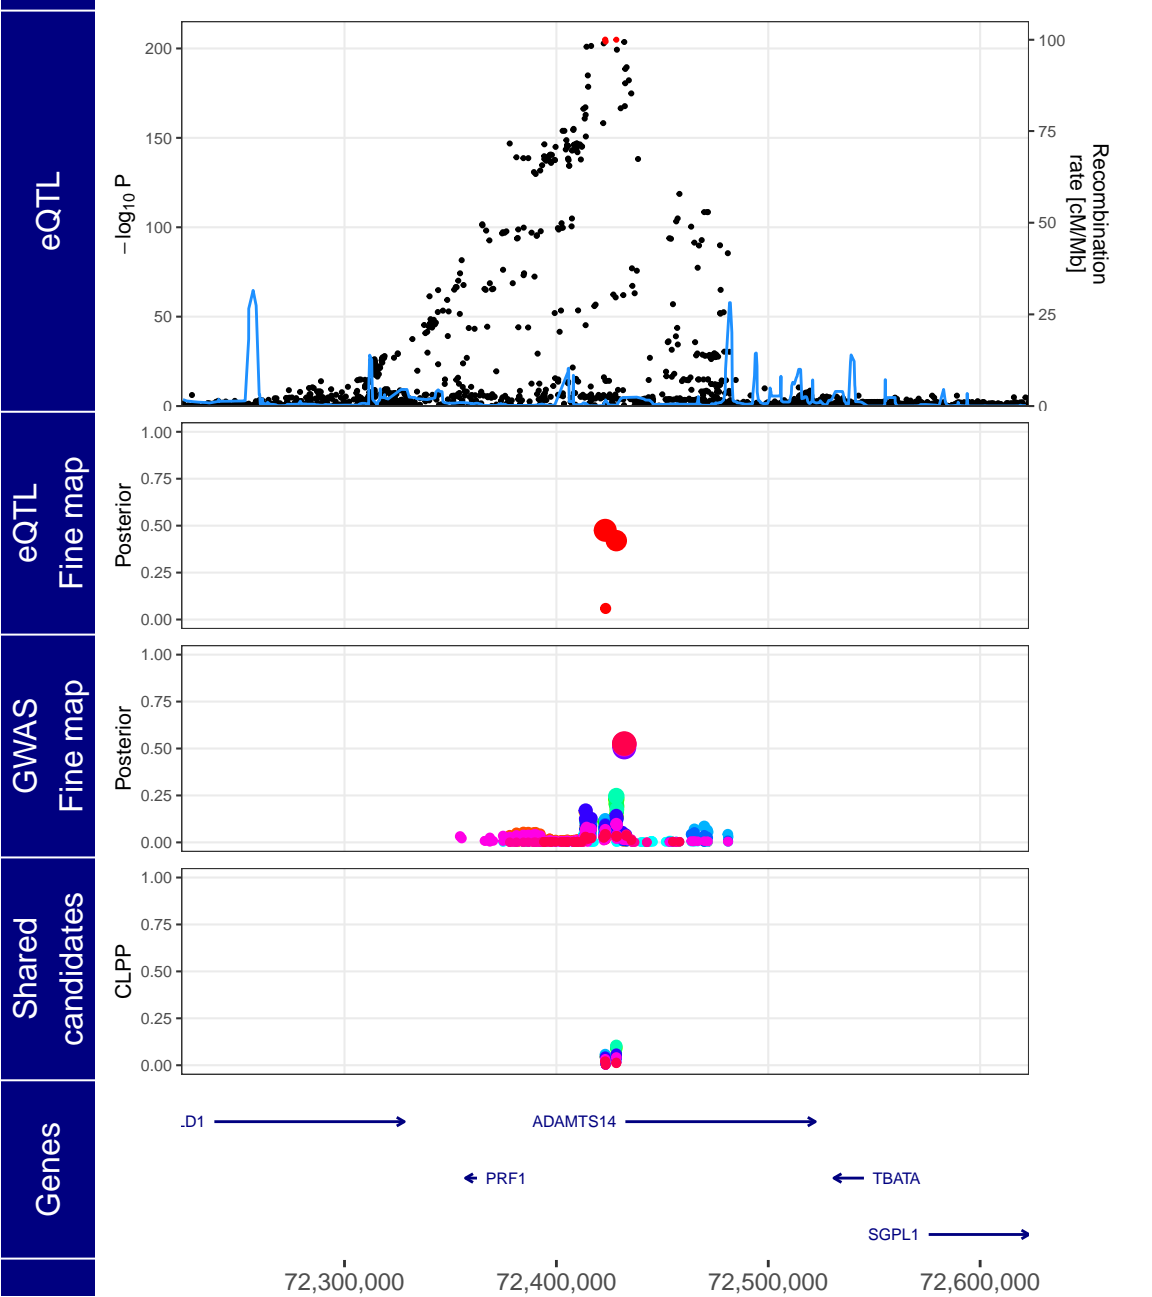 eQTL
−log10 P
200
150
100
50
0
100
75
50
25
0
Recombination
rate [cM/Mb]
eQTL
Fine map
Posterior
1.00
0.75
0.50
0.25
0.00
GWAS
Fine map
Posterior
1.00
0.75
0.50
0.25
0.00
Shared
candidates
CLPP
1.00
0.75
0.50
0.25
0.00
Genes
LD1
ADAMTS14
PRF1
TBATA
SGPL1
72,300,000
72,400,000
72,500,000
72,600,000